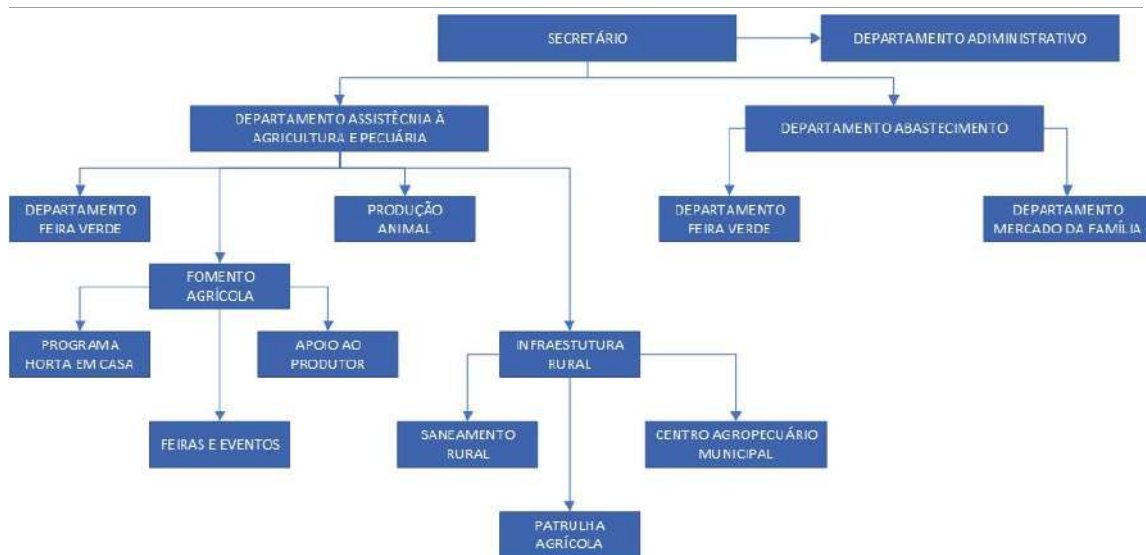 SECRETÁRIO
DEPARTAMENTO ADIMINISTRATIVO
DEPARTAMENTO ASSISTÊCNIA À
AGRICULTURA E PECUÁRIA
DEPARTAMENTO ABASTECIMENTO
DEPARTAMENTO
FEIRA VERDE
PRODUÇÃO
ANIMAL
DEPARTAMENTO
FEIRA VERDE
DEPARTAMENTO
MERCADO DA FAMÍLIA
FOMENTO
AGRÍCOLA
PROGRAMA
HORTA EM CASA
APOIO AO
PRODUTOR
INFRAESTUTURA
RURAL
FEIRAS E EVENTOS
SANEAMENTO
RURAL
CENTRO AGROPECUÁRIO
MUNICIPAL
PATRULHA
AGRÍCOLA